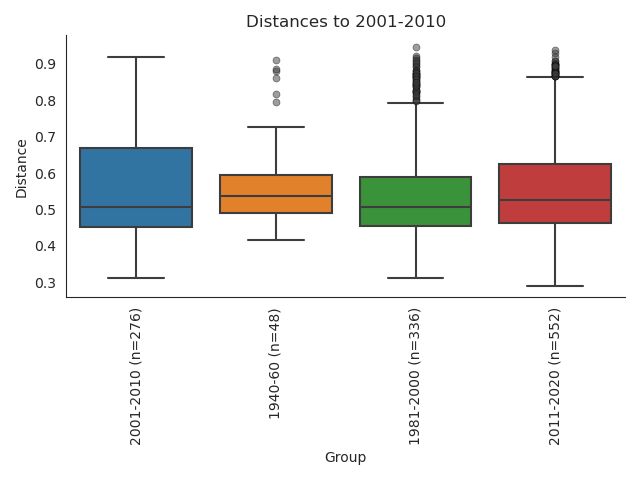 Distances to 2001-2010
Distance
0.9
0.8
0.7
0.6
0.5
0.4
0.3
2001-2010 (n=276)
1940-60 (n=48)
1981-2000 (n=336)
2011-2020 (n=552)
Group